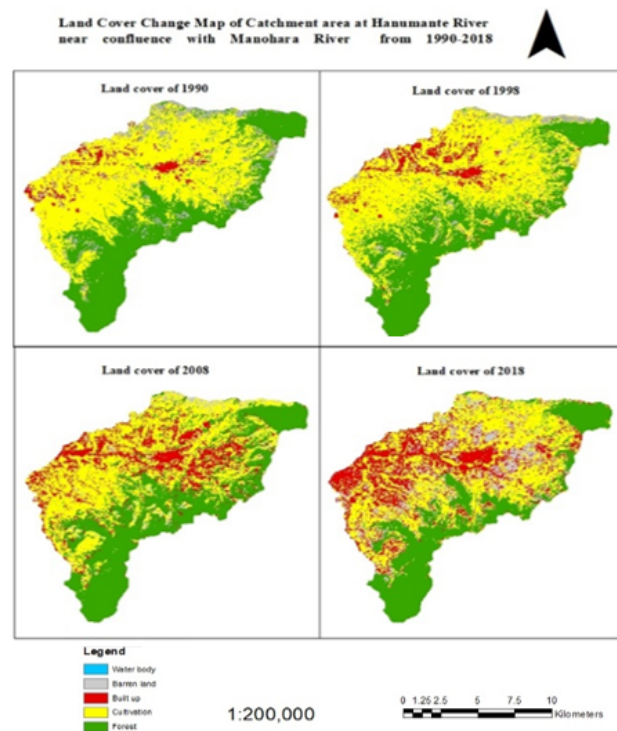 Land Cover Change Map of Catchment area at Hanumante River
near confluence with Manohara River from 1990-2018
Land cover of 1990
Land cover of 1998
Land cover of 2008
Land cover of 2018
Legend
Water body
Barren land
Built up
Cultivation
Forest
1:200,000
0 1.25 2.5 5 7.5 10
Kilometers